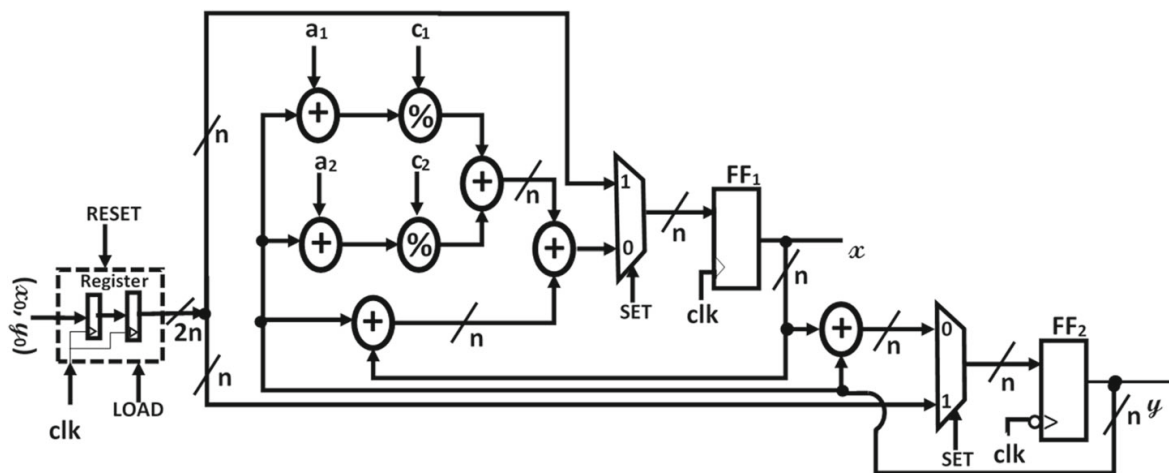 a₁
c₁
n
a₂
c₂
n
1
FF₁
RESET
n
x
0
n
Register
(x₀, y₀)
SET
clk
n
2n
n
0
FF₂
n
n
n
1
LOAD
clk
clk
SET
n
y